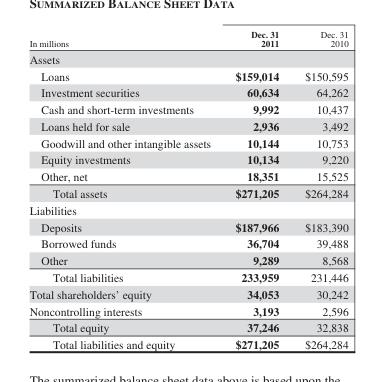 SUMMARIZED BALANCE SHEET DATA
In millions Dec. 31 2011 Dec. 31 2010
Assets
Loans $159,014 $150,595
Investment securities 60,634 64,262
Cash and short-term investments 9,992 10,437
Loans held for sale 2,936 3,492
Goodwill and other intangible assets 10,144 10,753
Equity investments 10,134 9,220
Other, net 18,351 15,525
Total assets $271,205 $264,284
Liabilities
Deposits $187,966 $183,390
Borrowed funds 36,704 39,488
Other 9,289 8,568
Total liabilities 233,959 231,446
Total shareholders' equity 34,053 30,242
Noncontrolling interests 3,193 2,596
Total equity 37,246 32,838
Total liabilities and equity $271,205 $264,284
The summarized balance sheet data above is based upon the